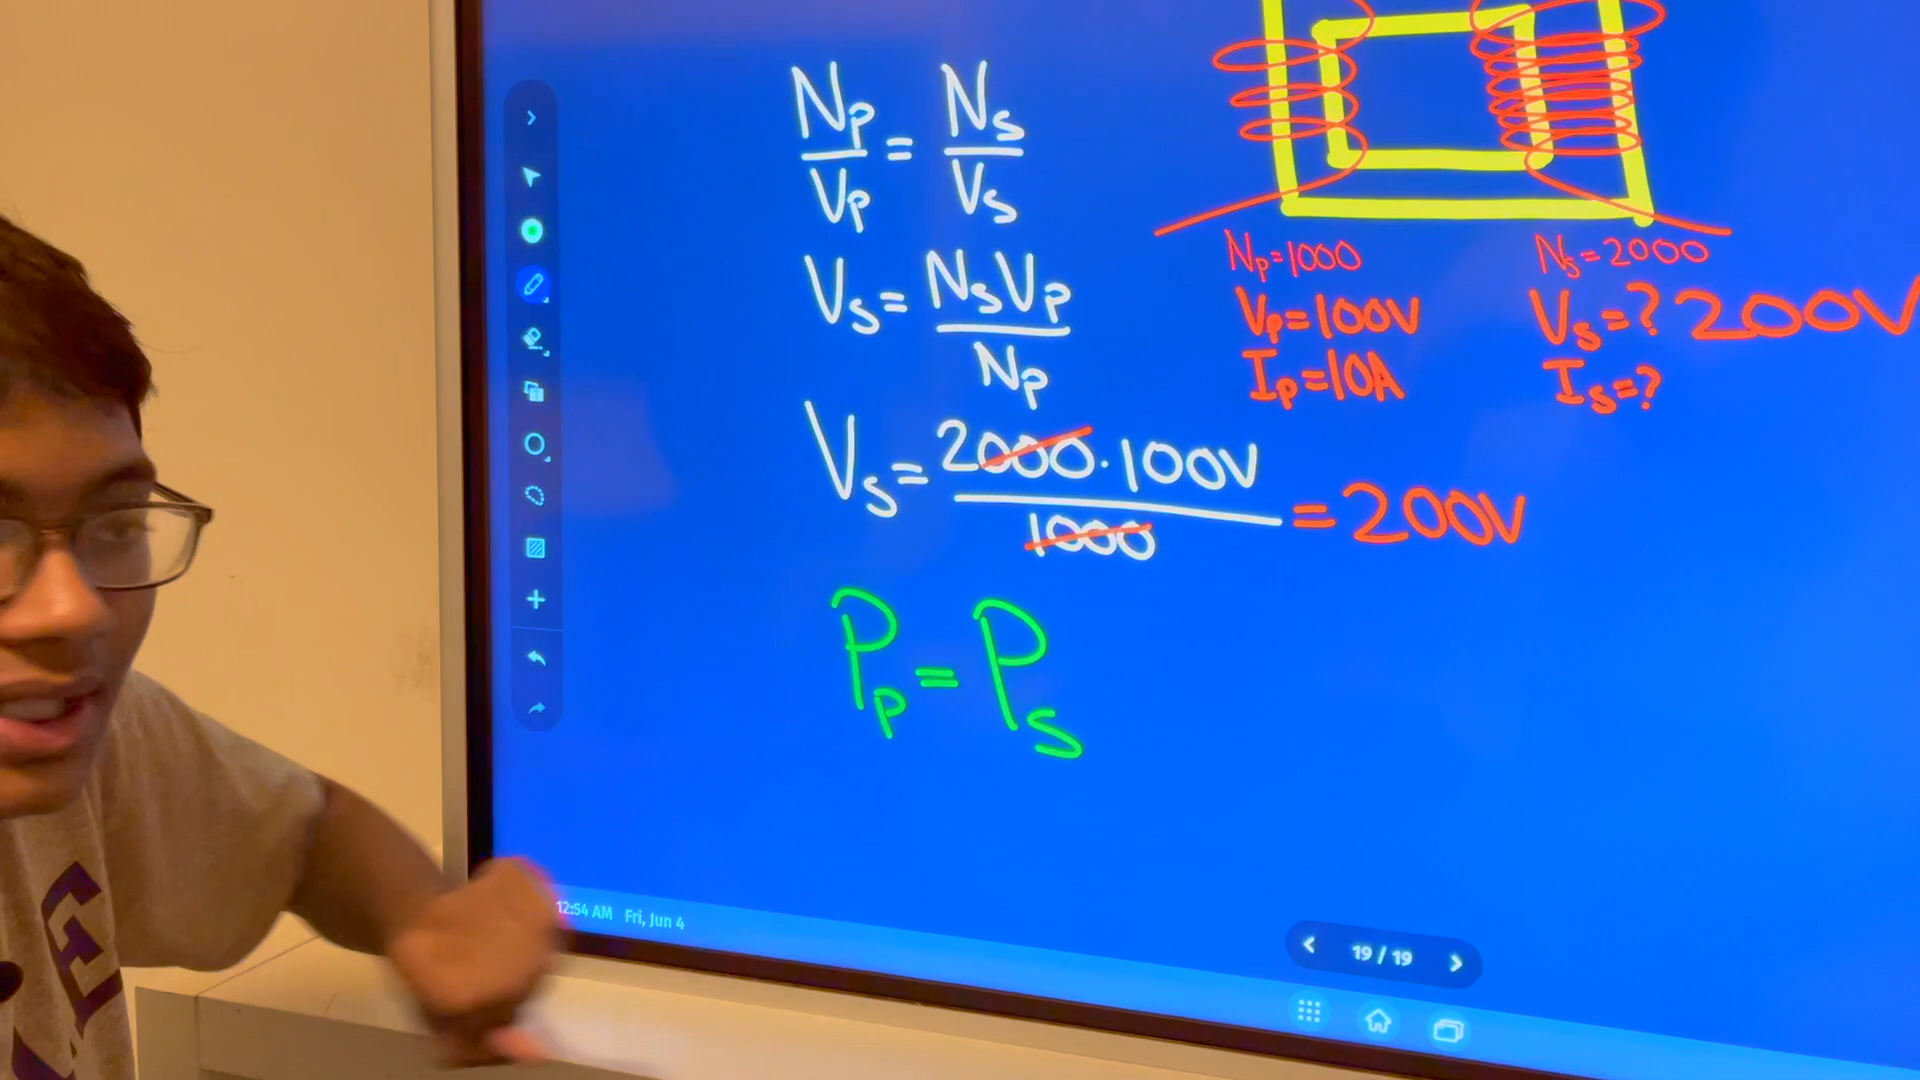 Np/Vp = Ns/Vs
Vs = NsVp/Np
Vs = 2000·100V/1000 = 200V
Pp = Ps
Np=1000
Vp=100V
Ip=10A
Ns=2000
Vs=? 200V
Is=?
12:54 AM Fri, Jun 4
19 / 19